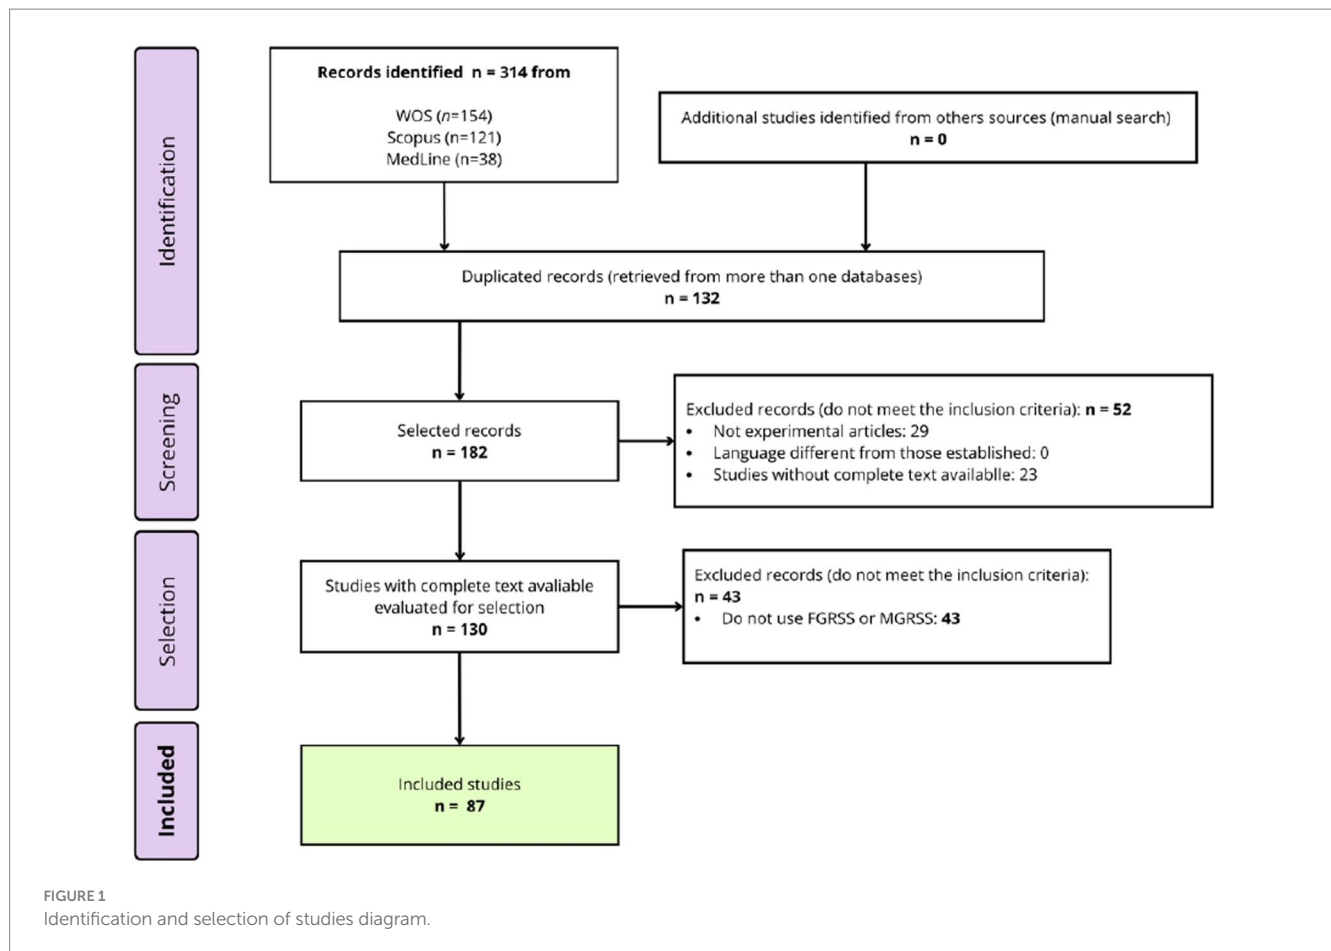 Identification
Records identified n = 314 from
WOS (n=154)
Scopus (n=121)
MedLine (n=38)
Additional studies identified from others sources (manual search)
n = 0
Duplicated records (retrieved from more than one databases)
n = 132
Screening
Selected records
n = 182
Excluded records (do not meet the inclusion criteria): n = 52
• Not experimental articles: 29
• Language different from those established: 0
• Studies without complete text availablle: 23
Selection
Studies with complete text avaliable
evaluated for selection
n = 130
Excluded records (do not meet the inclusion criteria):
n = 43
• Do not use FGRSS or MGRSS: 43
Included
Included studies
n = 87
FIGURE 1
Identification and selection of studies diagram.